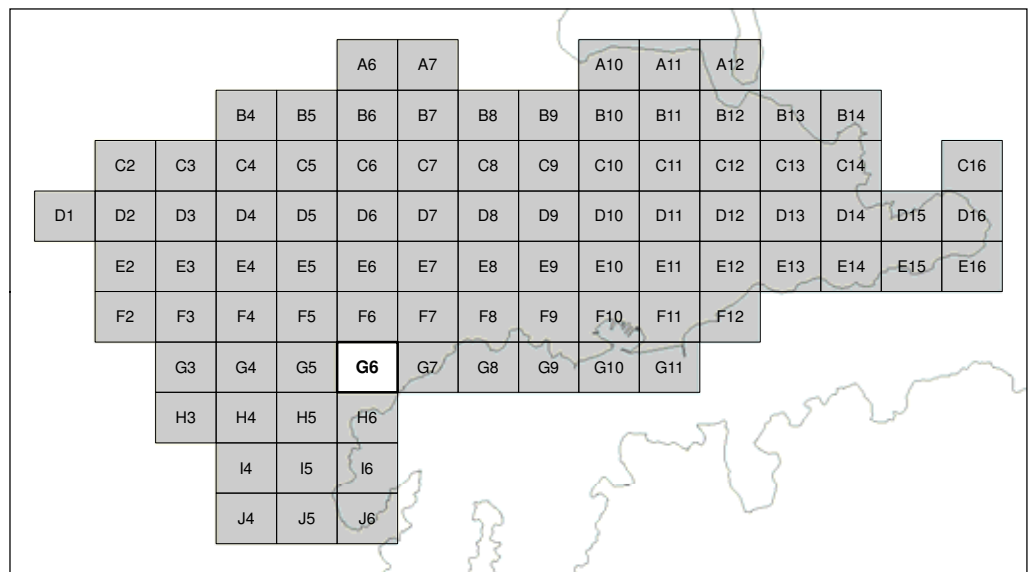 A6 A7 A10 A11 A12
B4 B5 B6 B7 B8 B9 B10 B11 B12 B13 B14
C2 C3 C4 C5 C6 C7 C8 C9 C10 C11 C12 C13 C14 C16
D1 D2 D3 D4 D5 D6 D7 D8 D9 D10 D11 D12 D13 D14 D15 D16
E2 E3 E4 E5 E6 E7 E8 E9 E10 E11 E12 E13 E14 E15 E16
F2 F3 F4 F5 F6 F7 F8 F9 F10 F11 F12
G3 G4 G5 G6 G7 G8 G9 G10 G11
H3 H4 H5 H6
I4 I5 I6
J4 J5 J6